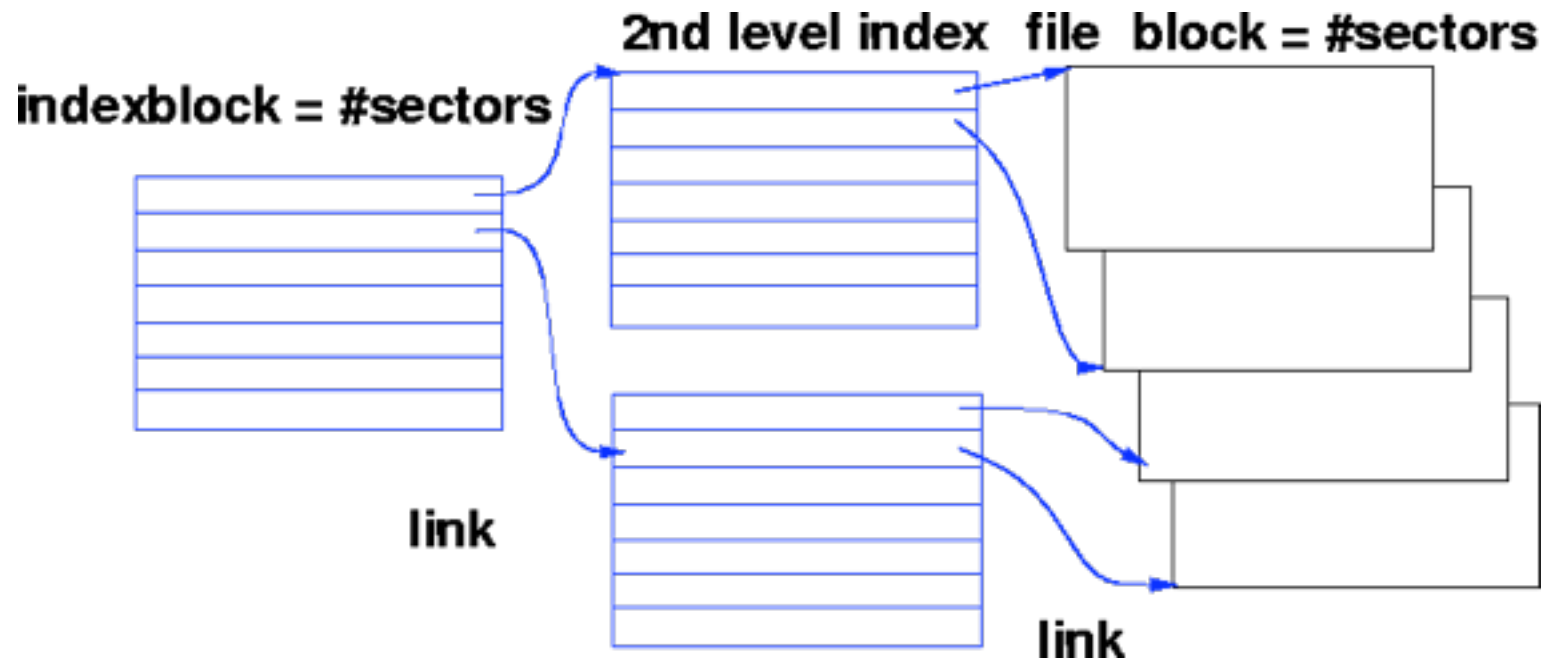 2nd level index file block = #sectors
indexblock = #sectors
link
link